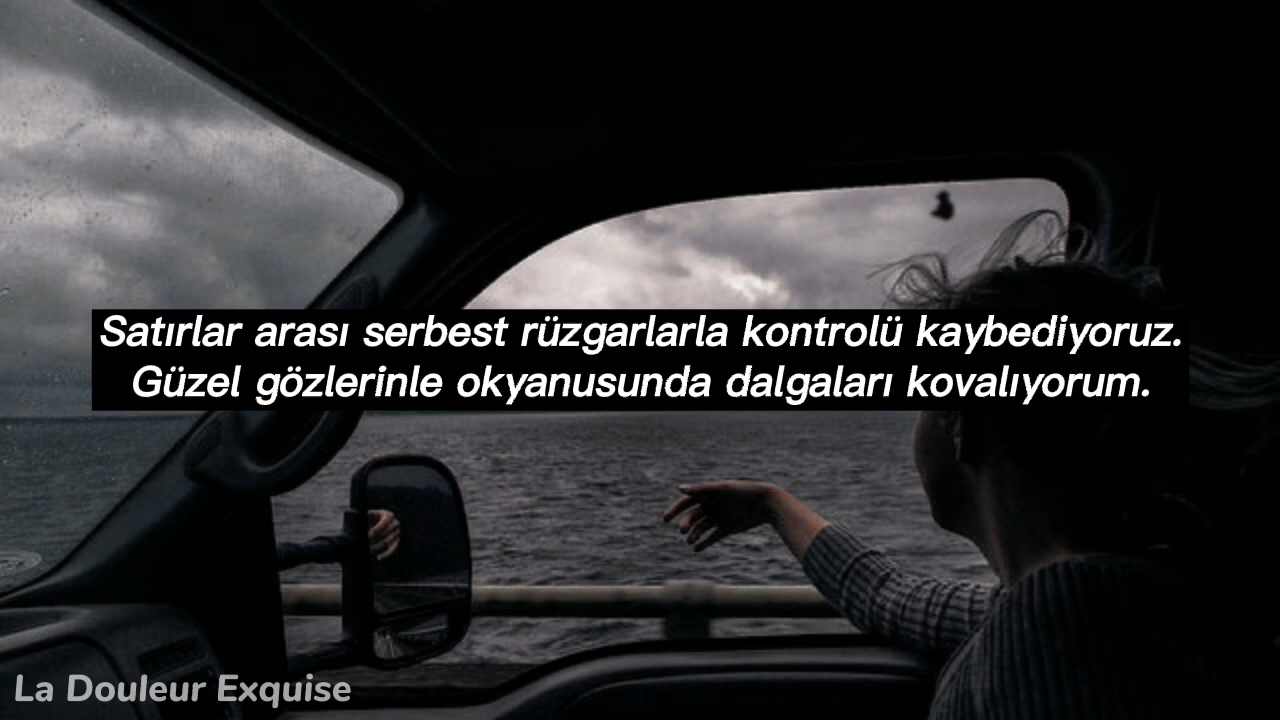 Satırlar arası serbest rüzgarlarla kontrolü kaybediyoruz.
Güzel gözlerinle okyanusunda dalgaları kovalıyorum.
La Douleur Exquise